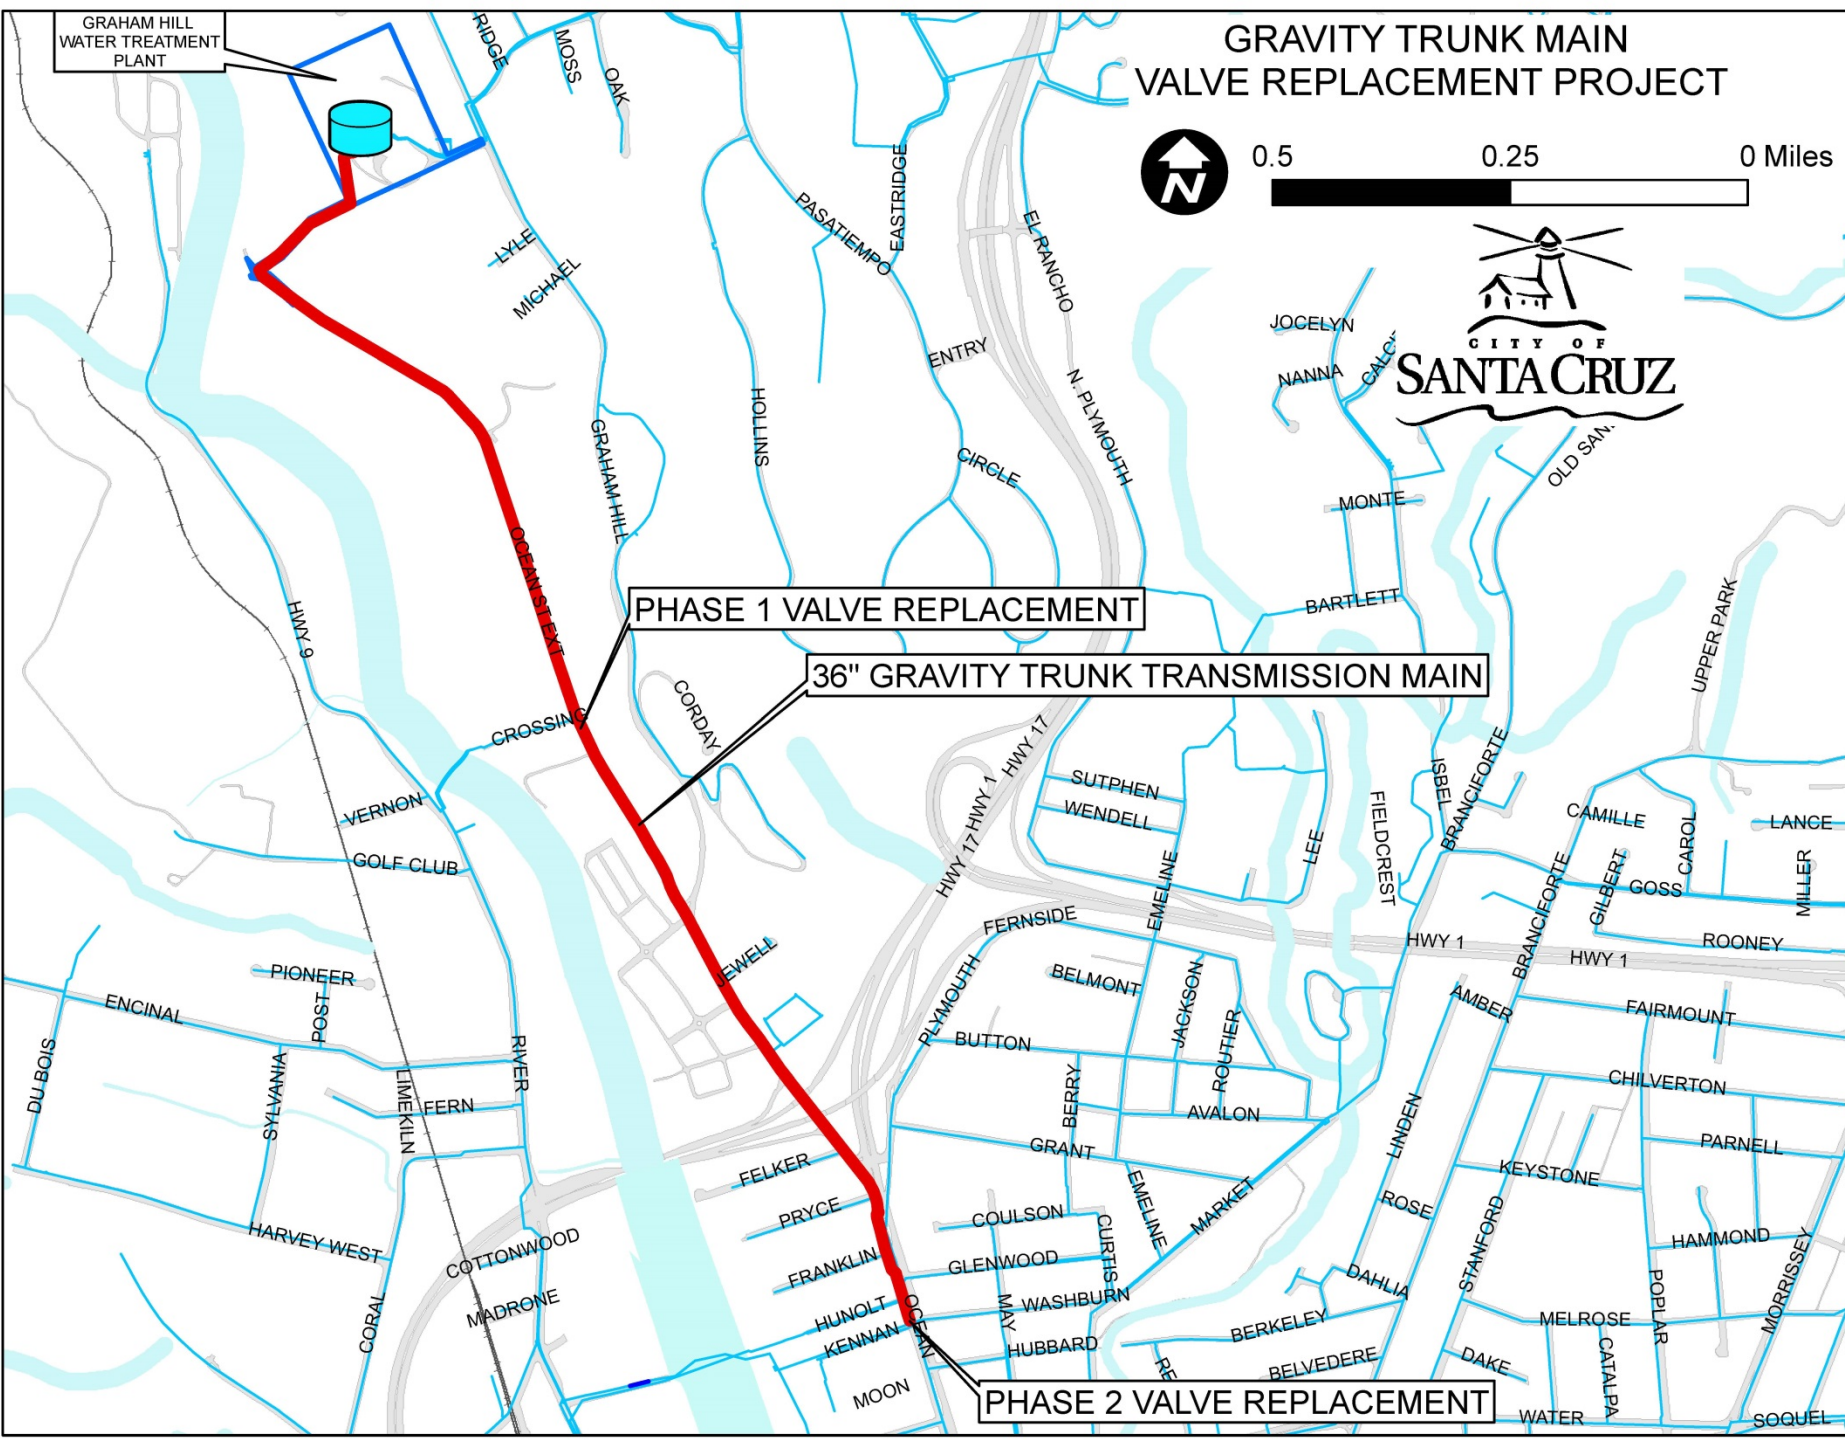 GRAHAM HILL
WATER TREATMENT
PLANT
GRAVITY TRUNK MAIN
VALVE REPLACEMENT PROJECT
N
0.5 0.25 0 Miles
CITY OF
SANTA CRUZ
RIDGE
MOSS
OAK
LYLE
MICHAEL
PASATIEMPO
EASTRIDGE
EL RANCHO
ENTRY
N. PLYMOUTH
HOLLINS
CIRCLE
GRAHAM HILL
JOCELYN
NANNA
CALCI
OLD SAN
MONTE
BARTLETT
UPPER PARK
OCEAN ST EXT
HWY 9
PHASE 1 VALVE REPLACEMENT
36" GRAVITY TRUNK TRANSMISSION MAIN
CROSSING
CORDAY
VERNON
GOLF CLUB
HWY 17
HWY 1
HWY 17
SUTPHEN
WENDELL
EMELINE
LEE
FIELDCREST
ISBEL
BRANCIFORTE
CAMILLE
CAROL
LANCE
GILBERT
GOSS
MILLER
BRANCIFORTE
ROONEY
HWY 1
HWY 1
FERNSIDE
JEWELL
PLYMOUTH
BELMONT
JACKSON
ROUTIER
AMBER
FAIRMOUNT
PIONEER
POST
ENCINAL
DU BOIS
SYLVANIA
LIMEKILN
RIVER
FERN
BUTTON
BERRY
AVALON
GRANT
LINDEN
CHILVERTON
PARNELL
KEYSTONE
FELKER
PRYCE
FRANKLIN
HUNOLT
KENNAN
OCEAN
COULSON
GLENWOOD
CURTIS
EMELINE
MARKET
WASHBURN
MAY
HUBBARD
ROSE
STANFORD
HAMMOND
MORRISSEY
POPLAR
DAHLIA
BERKELEY
BELVEDERE
MELROSE
DAKE
CATALPA
HARVEY WEST
COTTONWOOD
MADRONE
CORAL
MOON
RE
PHASE 2 VALVE REPLACEMENT
WATER
SOQUEL